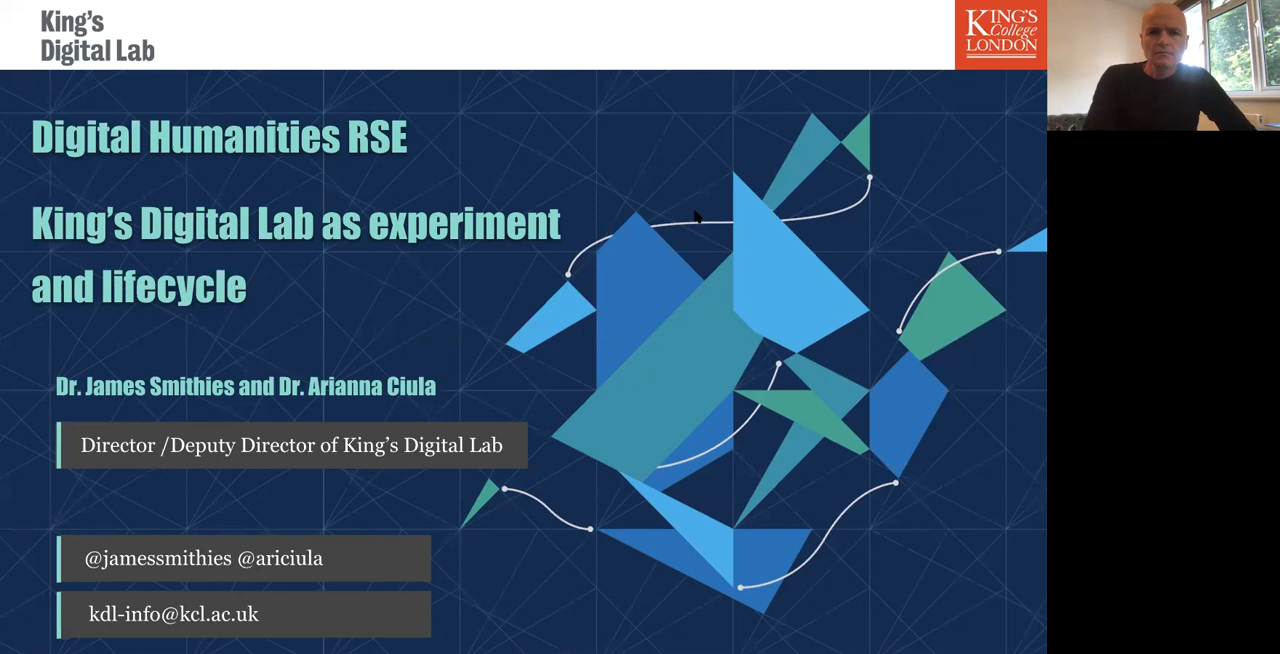 King's
Digital Lab
KING'S
College
LONDON
Digital Humanities RSE
King's Digital Lab as experiment
and lifecycle
Dr. James Smithies and Dr. Arianna Ciula
Director /Deputy Director of King's Digital Lab
@jamessmithies @ariciula
kdl-info@kcl.ac.uk